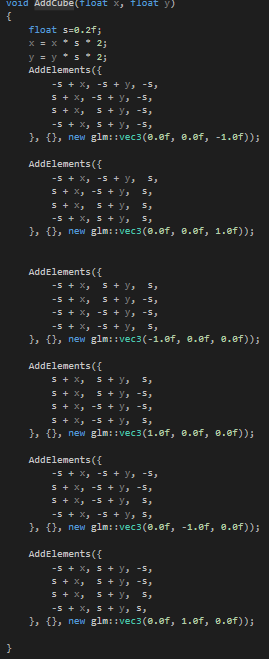 void AddCube(float x, float y)
{
float s=0.2f;
x = x * s * 2;
y = y * s * 2;
AddElements({
-s + x, -s + y, -s,
s + x, -s + y, -s,
s + x,  s + y, -s,
-s + x,  s + y, -s,
}, {}, new glm::vec3(0.0f, 0.0f, -1.0f));
AddElements({
-s + x, -s + y,  s,
s + x, -s + y,  s,
s + x,  s + y,  s,
-s + x,  s + y,  s,
}, {}, new glm::vec3(0.0f, 0.0f, 1.0f));
AddElements({
-s + x,  s + y,  s,
-s + x,  s + y, -s,
-s + x, -s + y, -s,
-s + x, -s + y,  s,
}, {}, new glm::vec3(-1.0f, 0.0f, 0.0f));
AddElements({
s + x,  s + y,  s,
s + x,  s + y, -s,
s + x, -s + y, -s,
s + x, -s + y,  s,
}, {}, new glm::vec3(1.0f, 0.0f, 0.0f));
AddElements({
-s + x, -s + y, -s,
s + x, -s + y, -s,
s + x, -s + y,  s,
-s + x, -s + y, s,
}, {}, new glm::vec3(0.0f, -1.0f, 0.0f));
AddElements({
-s + x,  s + y, -s,
s + x,  s + y, -s,
s + x,  s + y,  s,
-s + x,  s + y, s,
}, {}, new glm::vec3(0.0f, 1.0f, 0.0f));
}